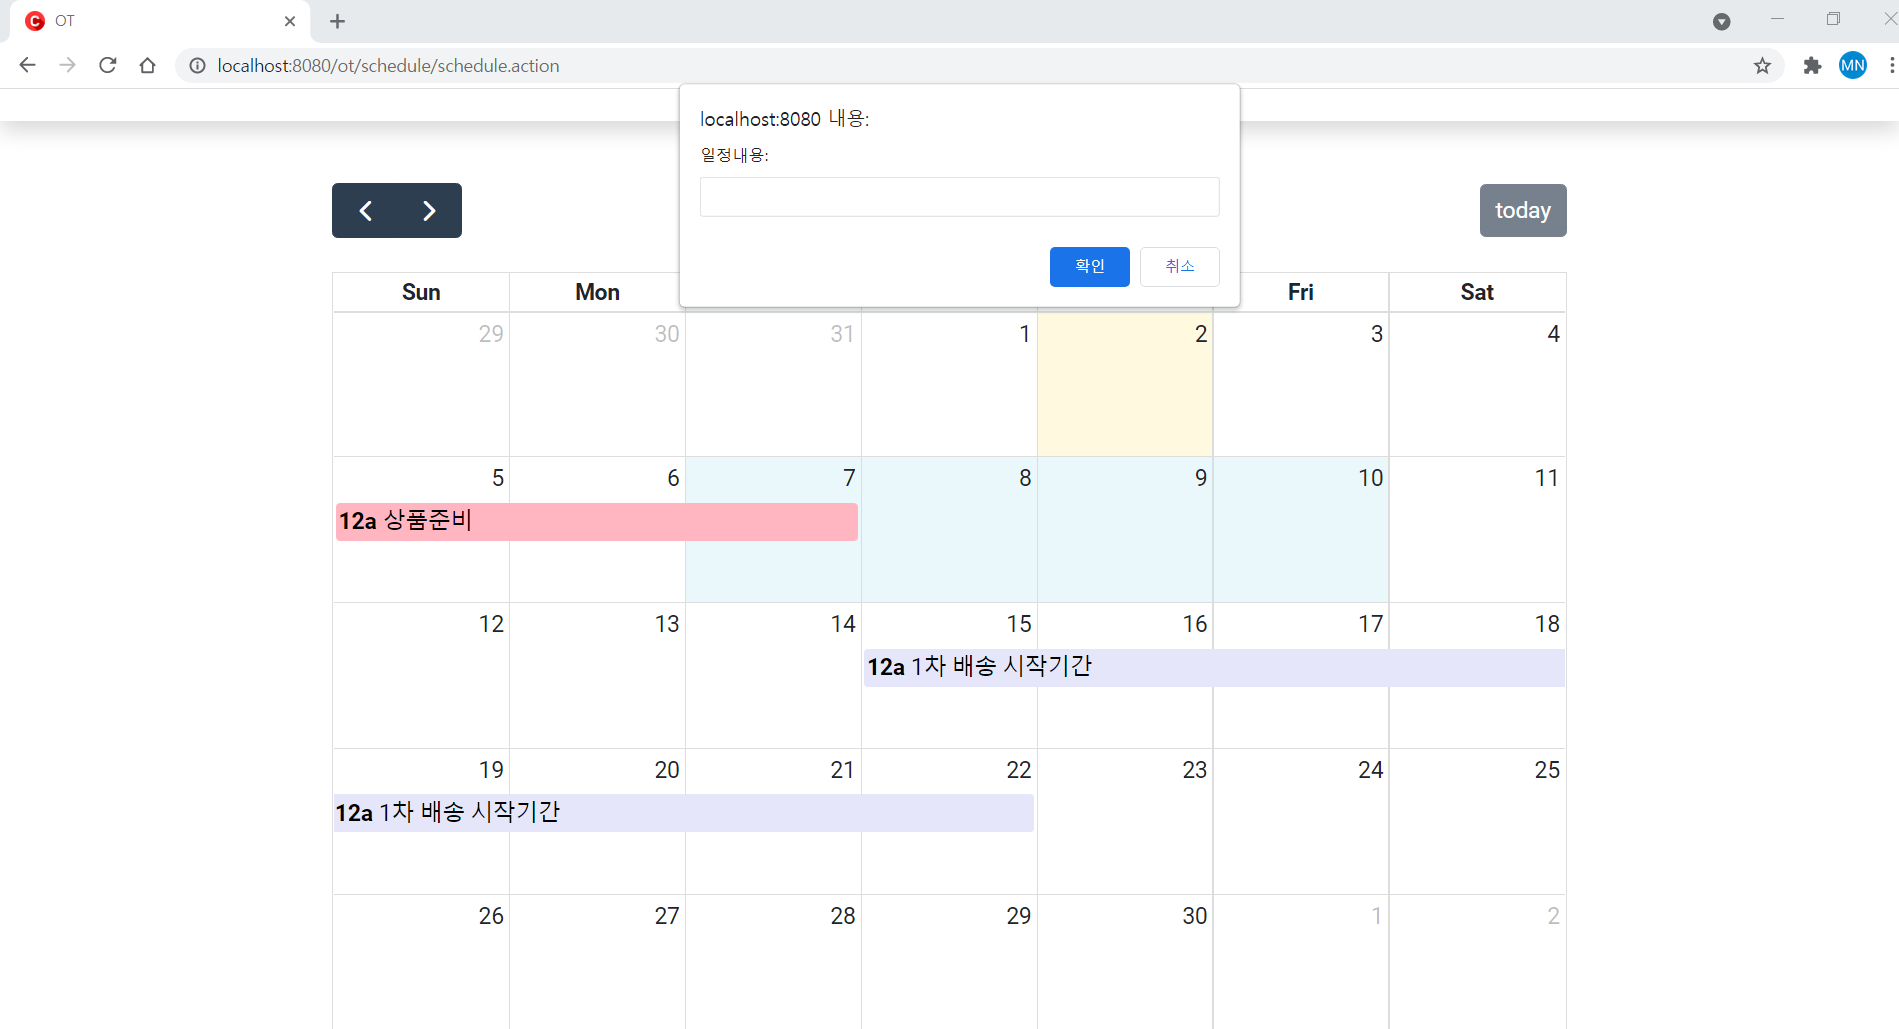 OT
localhost:8080/ot/schedule/schedule.action
MN
localhost:8080 내용:
일정내용:
확인 취소
today
Sun Mon Fri Sat
29 30 31 1 2 3 4
5 6 7 8 9 10 11
12a 상품준비
12 13 14 15 16 17 18
12a 1차 배송 시작기간
19 20 21 22 23 24 25
12a 1차 배송 시작기간
26 27 28 29 30 1 2